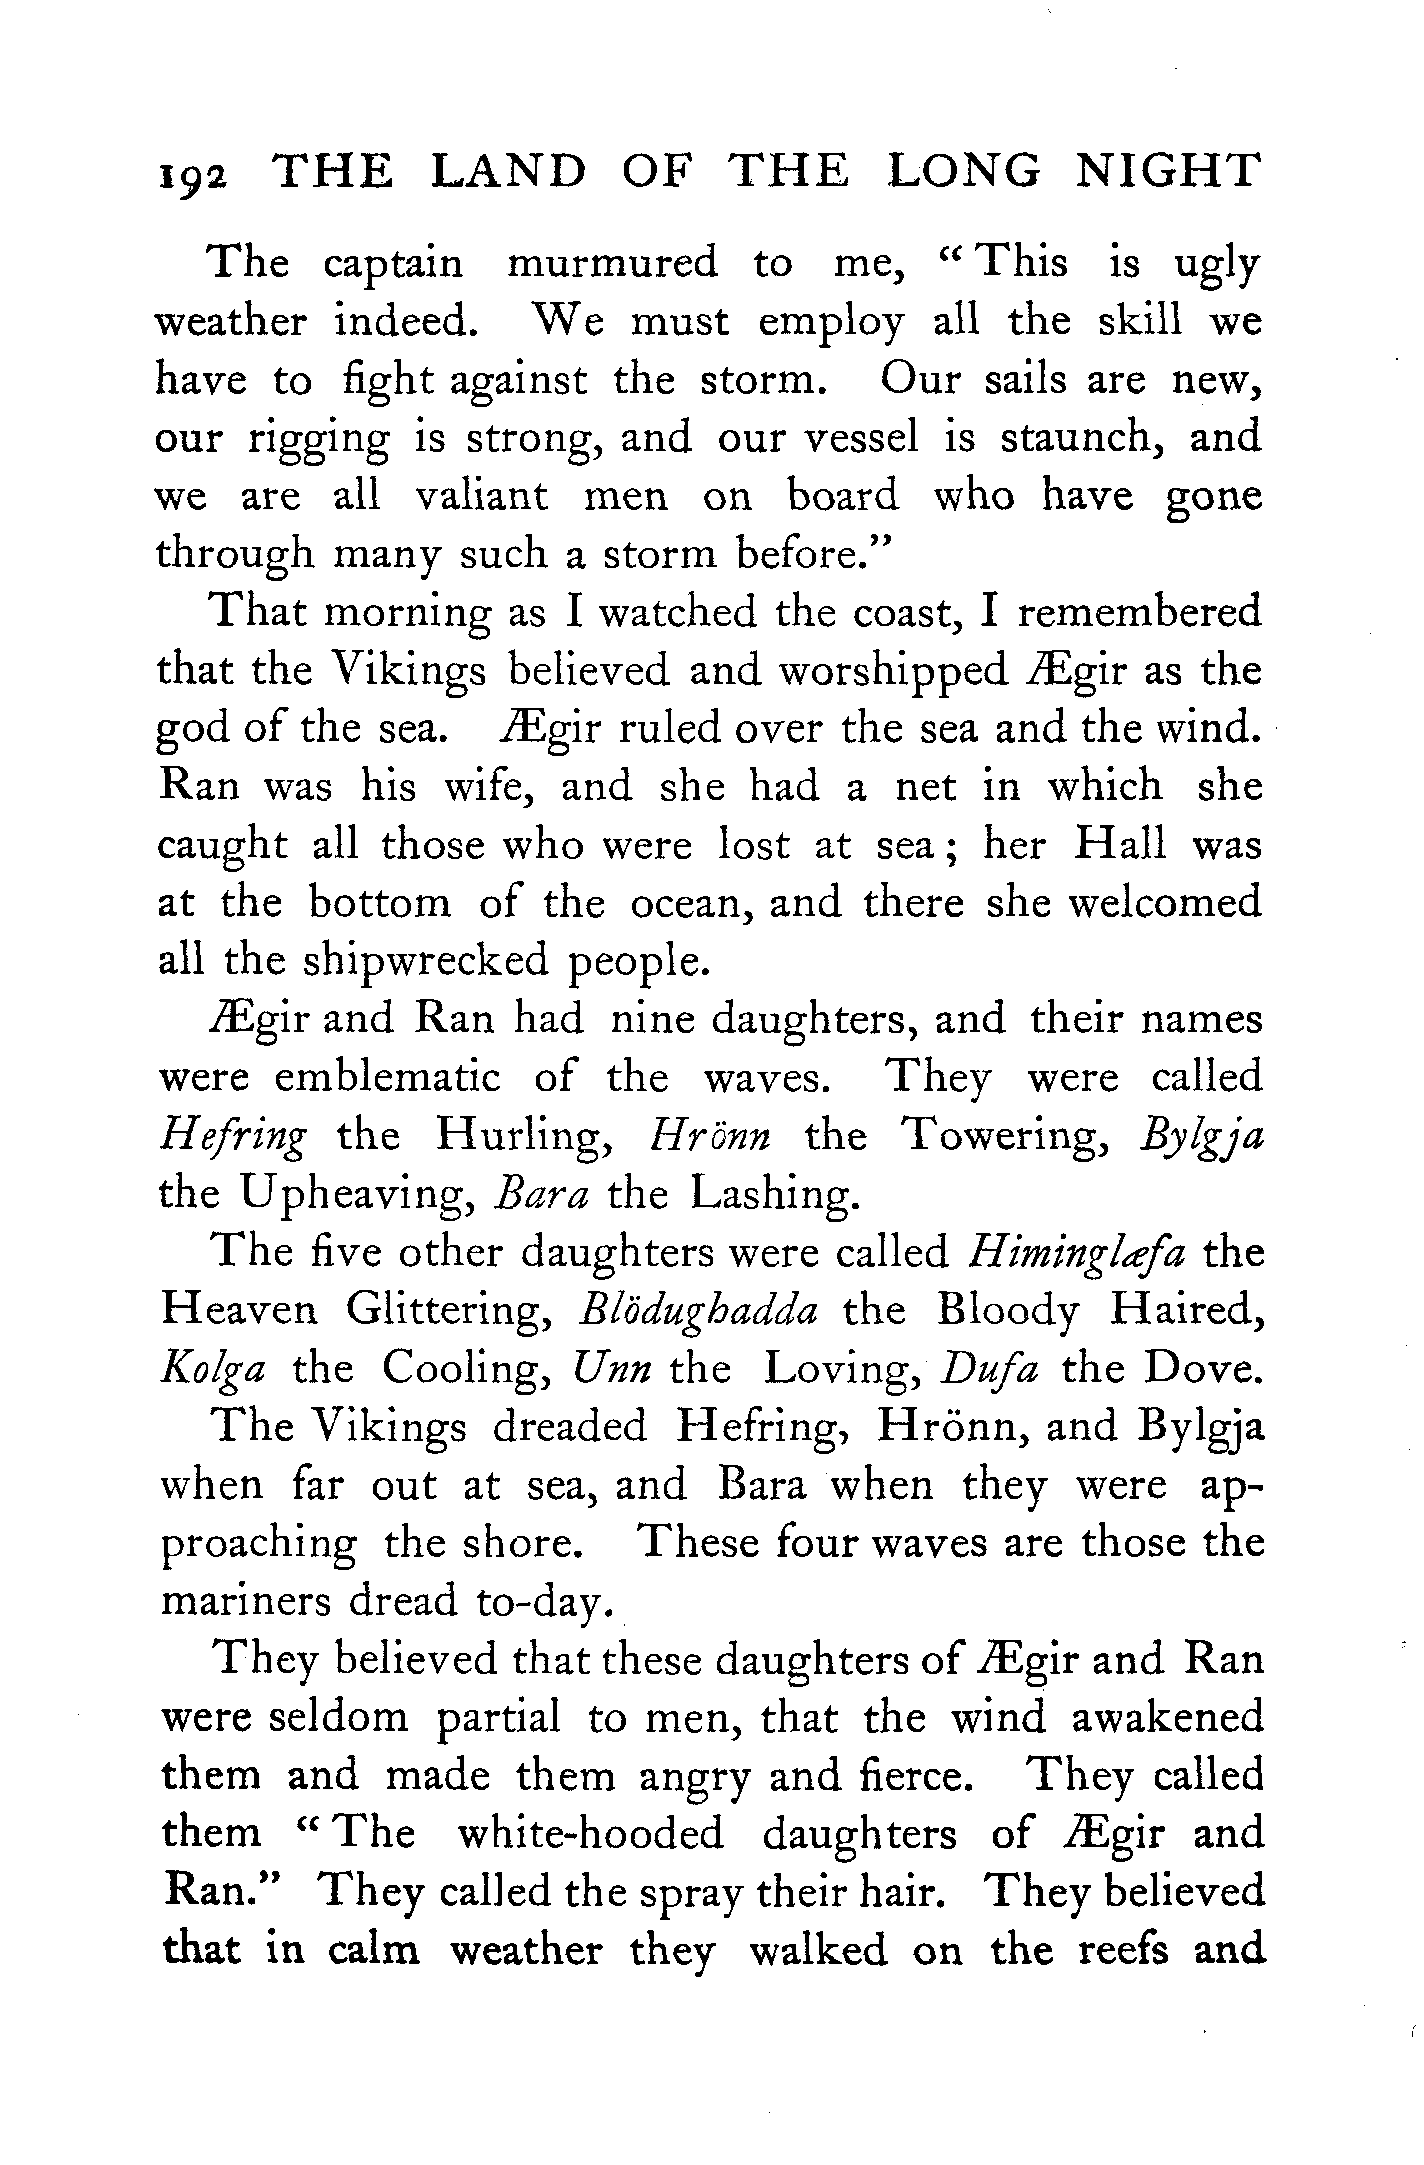 192 THE LAND OF THE LONG NIGHT
The captain murmured to me, “ This is ugly
weather indeed. We must employ all the skill we
have to fight against the storm. Our sails are new,
our rigging is strong, and our vessel is staunch, and
we are all valiant men on board who have gone
through many such a storm before.”
That morning as I watched the coast, I remembered
that the Vikings believed and worshipped Ægir as the
god of the sea. Ægir ruled over the sea and the wind.
Ran was his wife, and she had a net in which she
caught all those who were lost at sea ; her Hall was
at the bottom of the ocean, and there she welcomed
all the shipwrecked people.
Ægir and Ran had nine daughters, and their names
were emblematic of the waves. They were called
Hefring the Hurling, Hrönn the Towering, Bylgja
the Upheaving, Bara the Lashing.
The five other daughters were called Himinglæfa the
Heaven Glittering, Blödughadda the Bloody Haired,
Kolga the Cooling, Unn the Loving, Dufa the Dove.
The Vikings dreaded Hefring, Hrönn, and Bylgja
when far out at sea, and Bara when they were ap-
proaching the shore. These four waves are those the
mariners dread to-day.
They believed that these daughters of Ægir and Ran
were seldom partial to men, that the wind awakened
them and made them angry and fierce. They called
them “ The white-hooded daughters of Ægir and
Ran.” They called the spray their hair. They believed
that in calm weather they walked on the reefs and